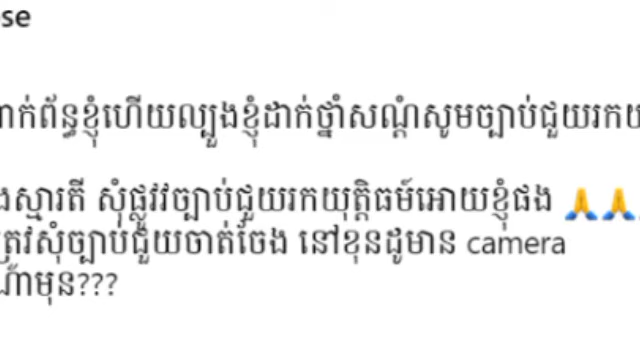 se
ពាក់ព័ន្ធខ្ញុំហើយល្បួងខ្ញុំដាក់ថ្នាំសណ្ដំសូមច្បាប់ជួយរកយ
ងស្មារតី សុំផ្លូវវច្បាប់ជួយរកយុត្តិធម៍អោយខ្ញុំផង 🙏🙏
ត្រូវសុំច្បាប់ជួយចាត់ចែង នៅខុនដូមាន camera
ណាមុន???